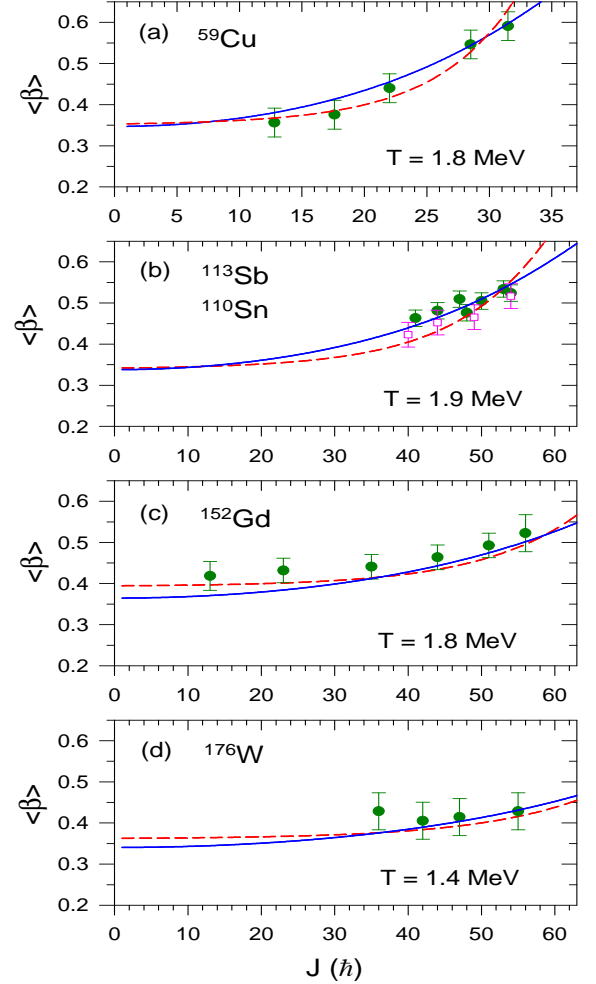 (a) ⁵⁹Cu
0.6
0.5
0.4
0.3
0.2
<β>
T = 1.8 MeV
0 5 10 15 20 25 30 35
(b) ¹¹³Sb
¹¹⁰Sn
0.6
0.5
0.4
0.3
0.2
<β>
T = 1.9 MeV
0 10 20 30 40 50 60
(c) ¹⁵²Gd
0.6
0.5
0.4
0.3
0.2
<β>
T = 1.8 MeV
0 10 20 30 40 50 60
(d) ¹⁷⁶W
0.6
0.5
0.4
0.3
0.2
<β>
T = 1.4 MeV
0 10 20 30 40 50 60
J (ℏ)